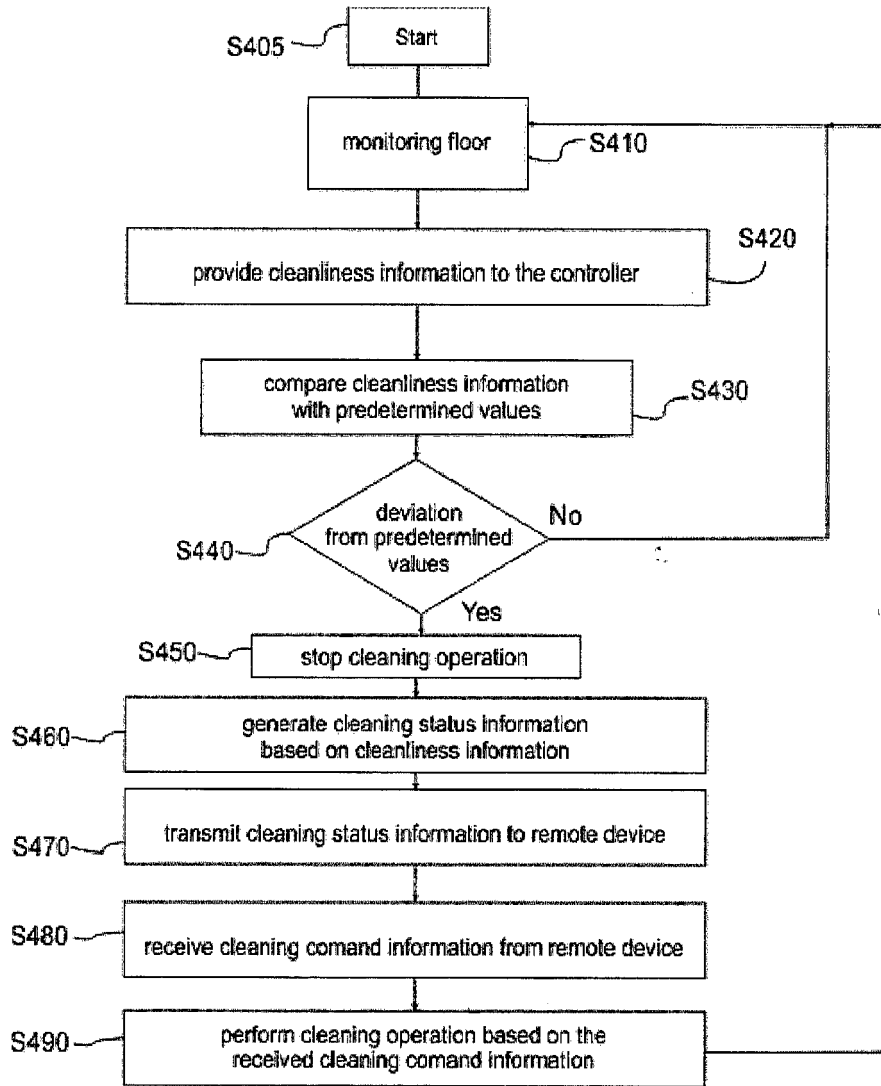 S405
Start
monitoring floor
S410
S420
provide cleanliness information to the controller
compare cleanliness information
with predetermined values
S430
deviation
from predetermined
values
No
S440
Yes
S450
stop cleaning operation
S460
generate cleaning status information
based on cleanliness information
S470
transmit cleaning status information to remote device
S480
receive cleaning comand information from remote device
S490
perform cleaning operation based on the
received cleaning comand information